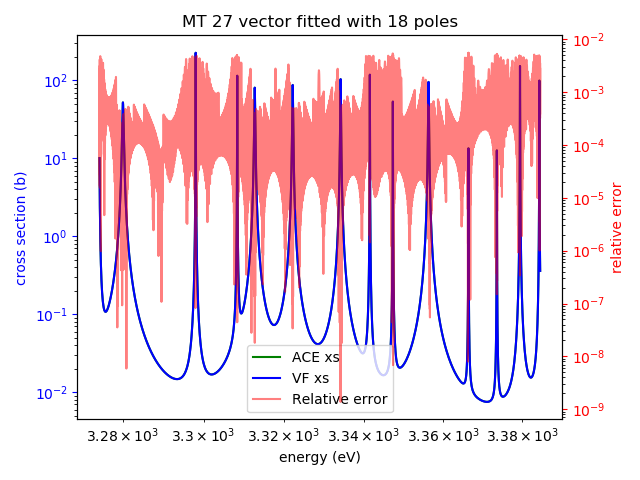 MT 27 vector fitted with 18 poles
cross section (b)
10²
10¹
10⁰
10⁻¹
10⁻²
10⁻²
10⁻³
10⁻⁴
10⁻⁵
10⁻⁶
10⁻⁷
10⁻⁸
10⁻⁹
relative error
ACE xs
VF xs
Relative error
3.28 × 10³ 3.3 × 10³ 3.32 × 10³ 3.34 × 10³ 3.36 × 10³ 3.38 × 10³
energy (eV)